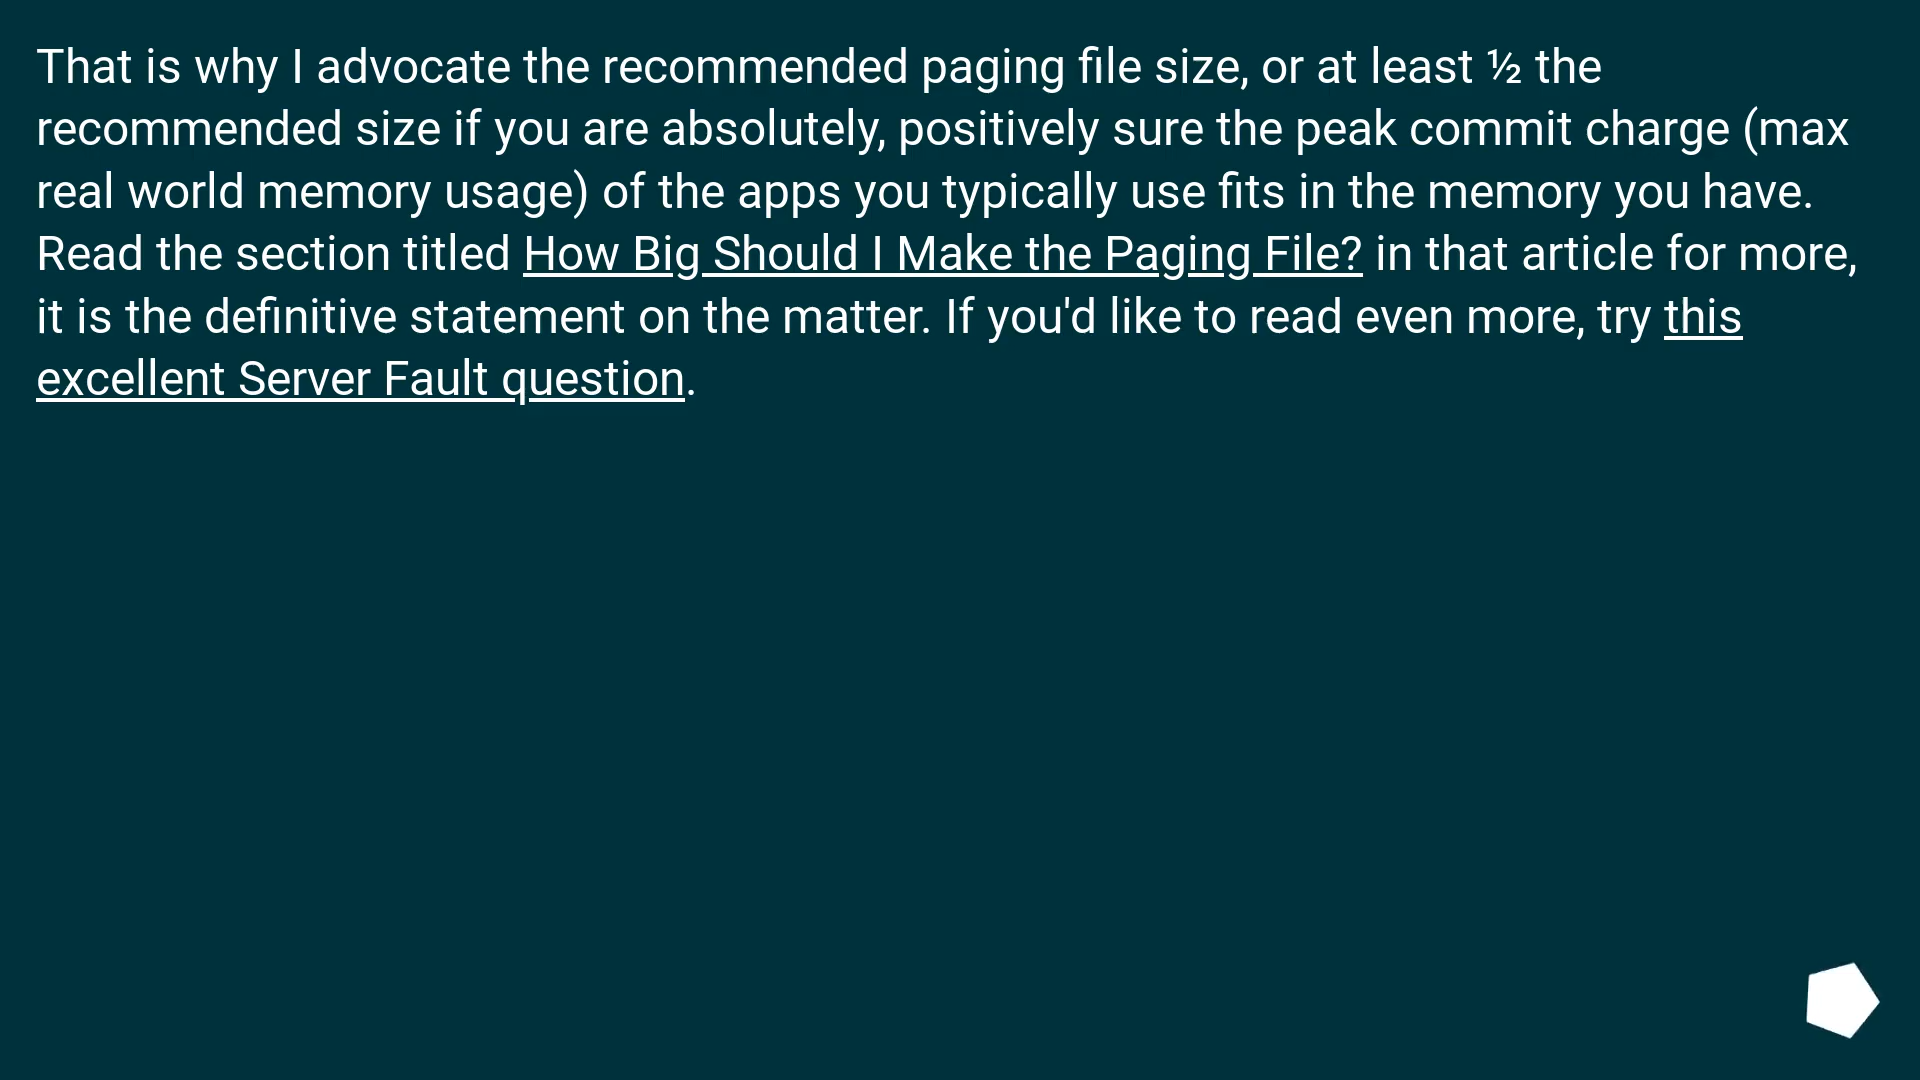 That is why I advocate the recommended paging file size, or at least ½ the
recommended size if you are absolutely, positively sure the peak commit charge (max
real world memory usage) of the apps you typically use fits in the memory you have.
Read the section titled How Big Should I Make the Paging File? in that article for more,
it is the definitive statement on the matter. If you'd like to read even more, try this
excellent Server Fault question.